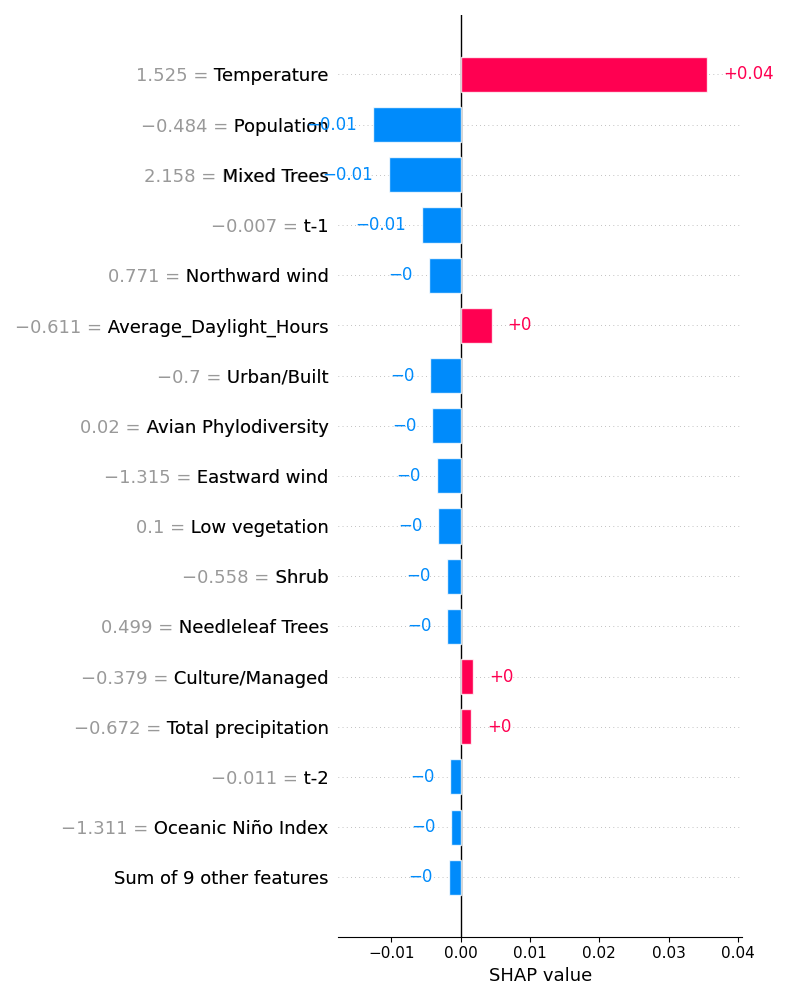 1.525 = Temperature +0.04
−0.484 = Population −0.01
2.158 = Mixed Trees −0.01
−0.007 = t-1 −0.01
0.771 = Northward wind −0
−0.611 = Average_Daylight_Hours +0
−0.7 = Urban/Built −0
0.02 = Avian Phylodiversity −0
−1.315 = Eastward wind −0
0.1 = Low vegetation −0
−0.558 = Shrub −0
0.499 = Needleleaf Trees −0
−0.379 = Culture/Managed +0
−0.672 = Total precipitation +0
−0.011 = t-2 −0
−1.311 = Oceanic Niño Index −0
Sum of 9 other features −0
−0.01 0.00 0.01 0.02 0.03 0.04
SHAP value